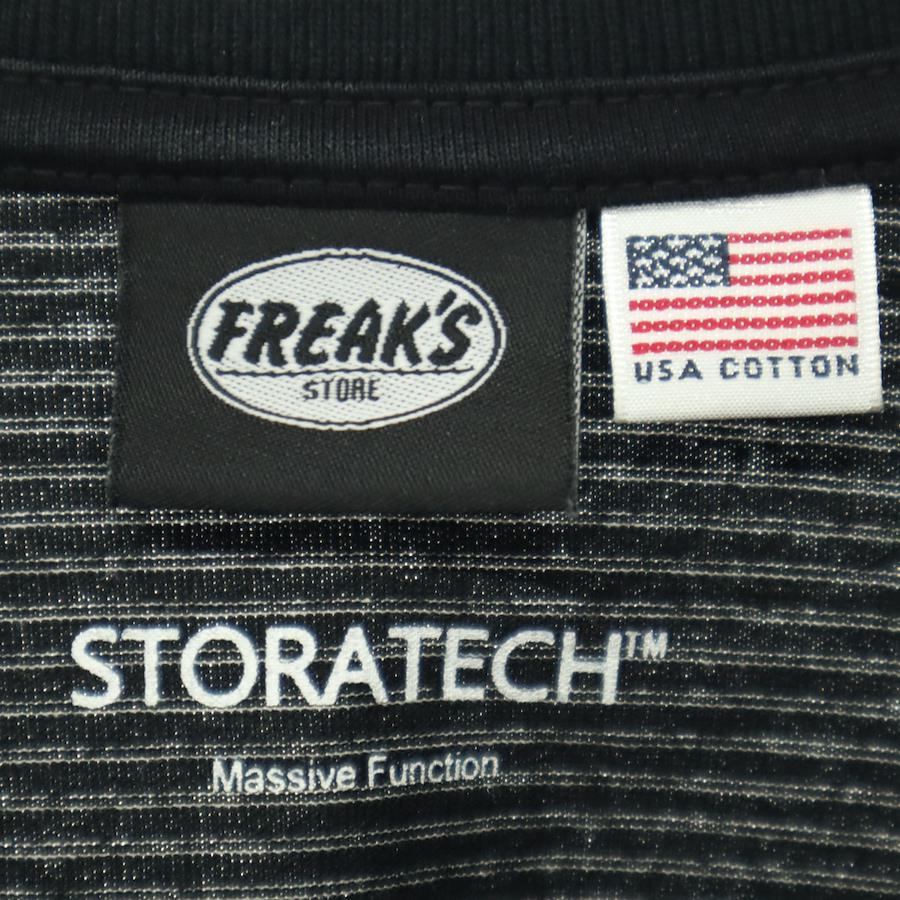 FREAK'S
STORE
USA COTTON
STORATECH™
Massive Function